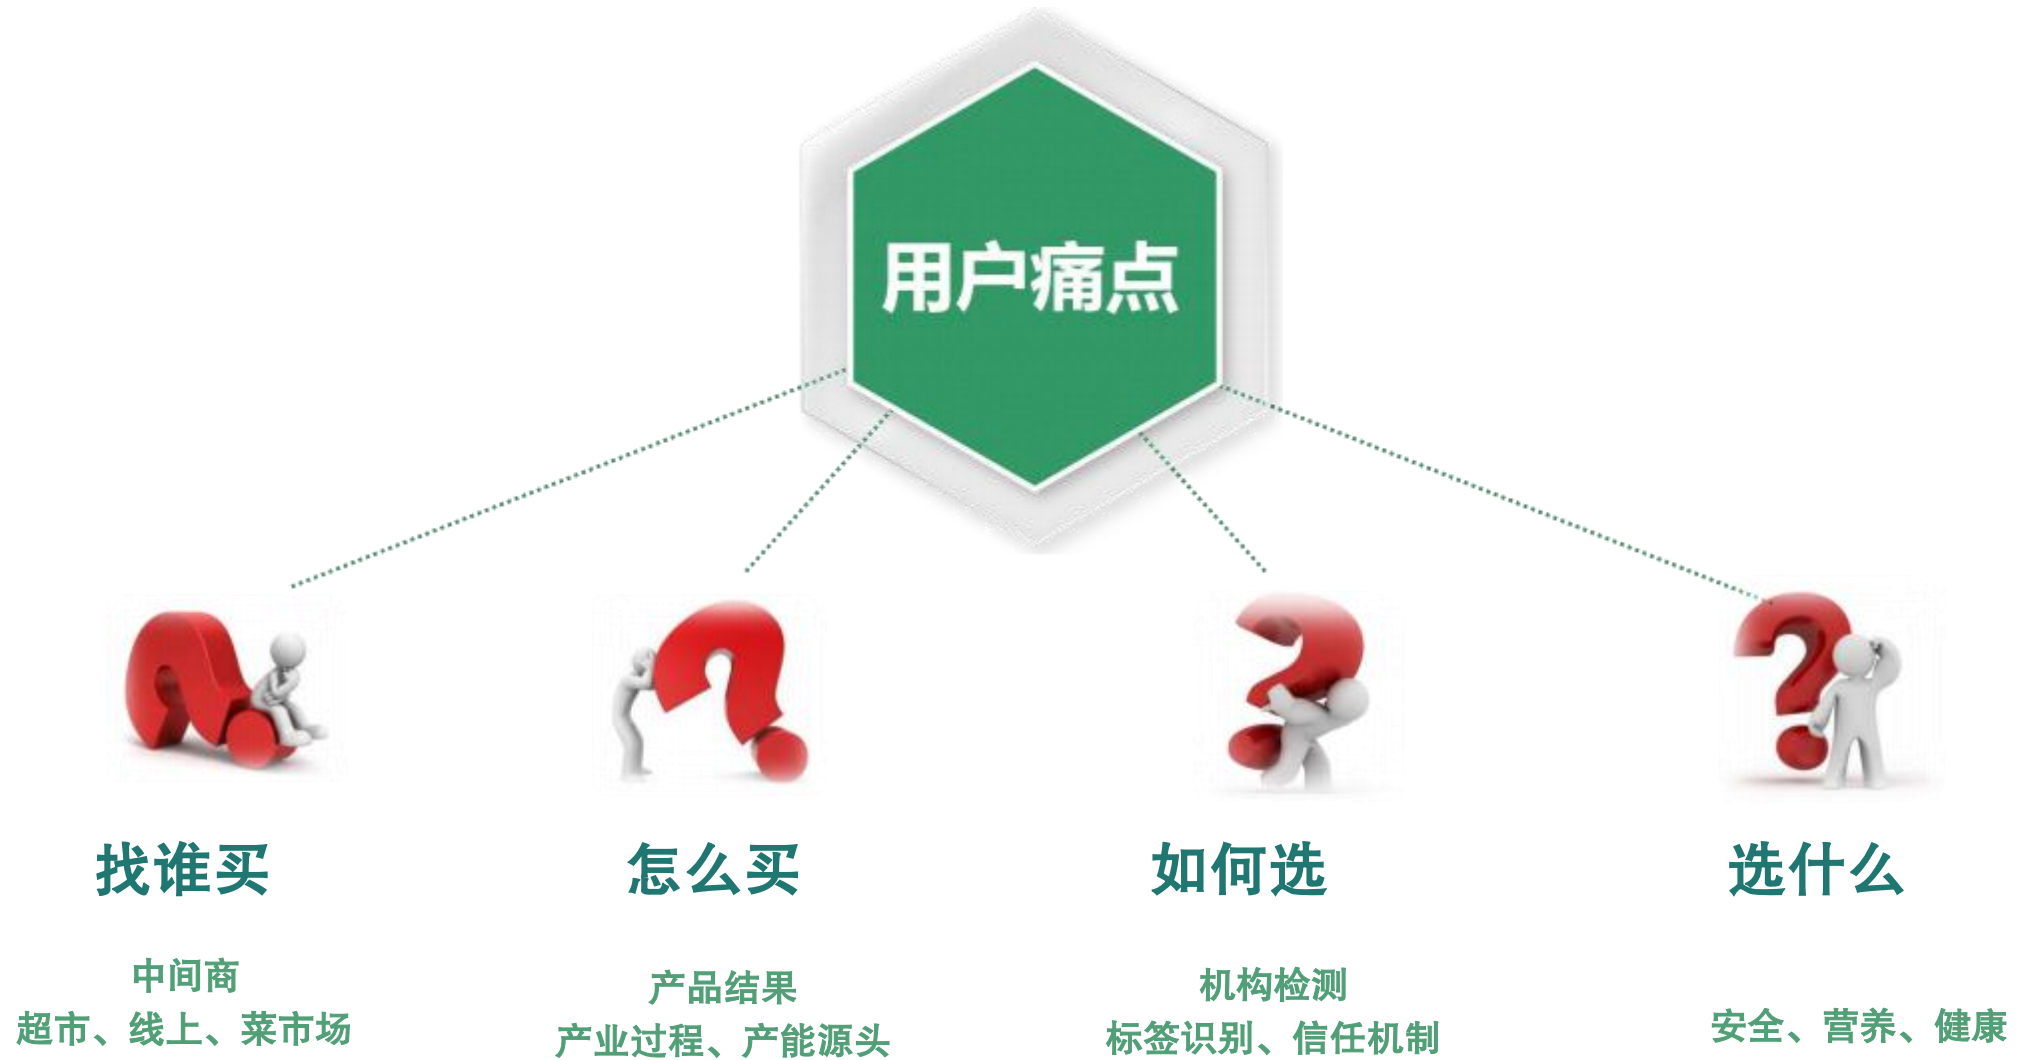 用户痛点
找谁买
中间商
超市、线上、菜市场
怎么买
产品结果
产业过程、产能源头
如何选
机构检测
标签识别、信任机制
选什么
安全、营养、健康